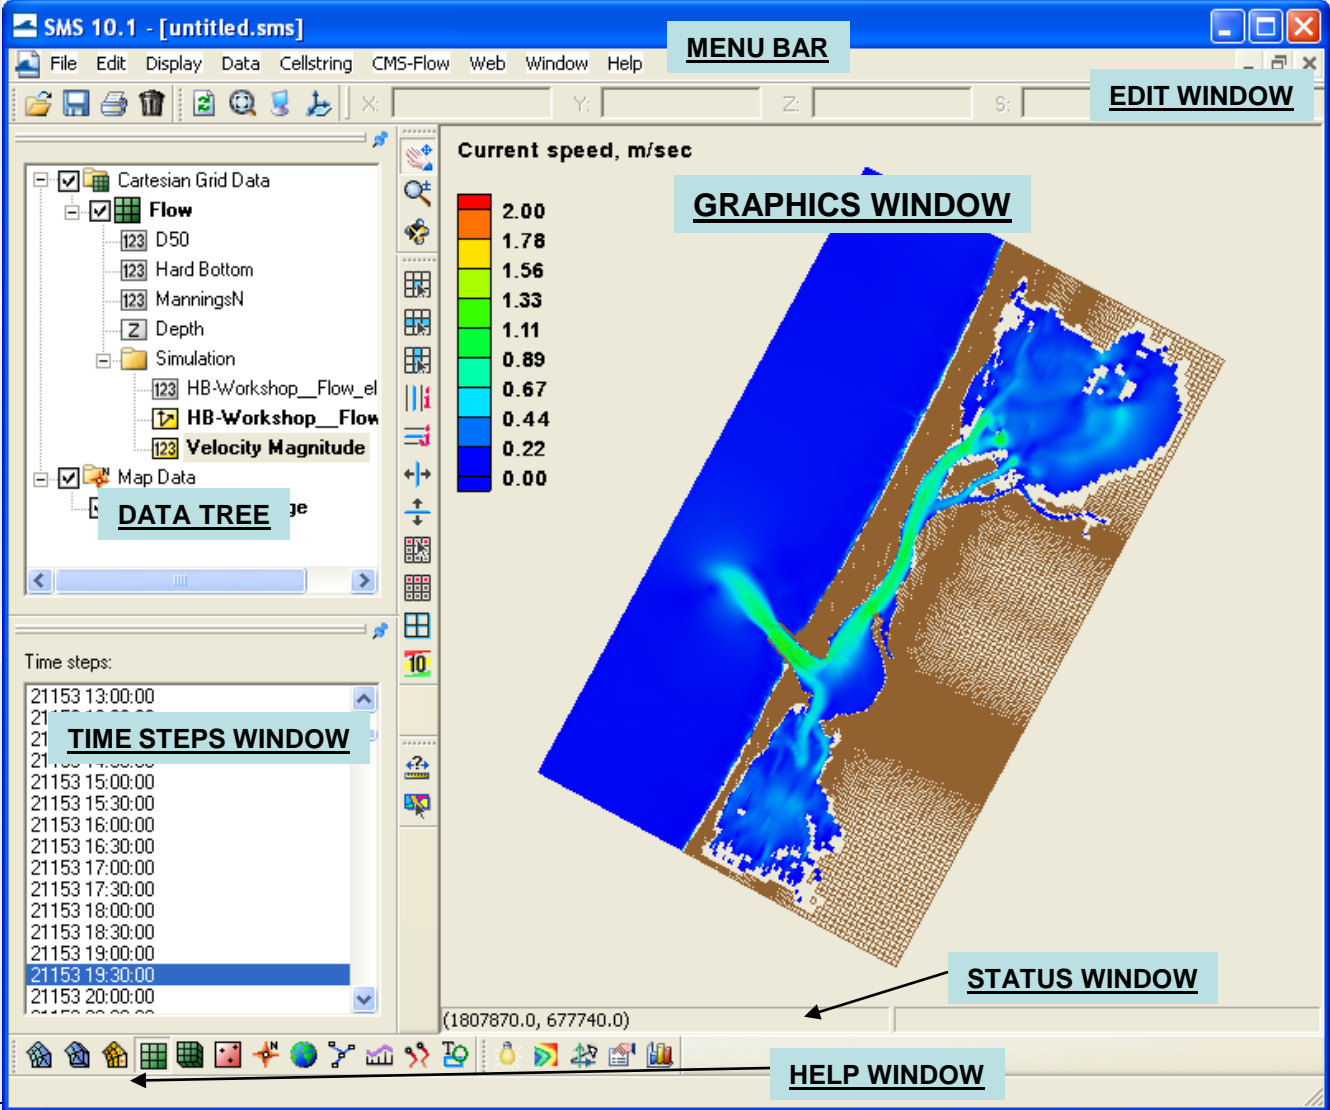 SMS 10.1 - [untitled.sms]
File Edit Display Data Cellstring CMS-Flow Web Window Help
MENU BAR
X: Y: Z: S:
EDIT WINDOW
Cartesian Grid Data
Flow
123 D50
123 Hard Bottom
123 ManningsN
Z Depth
Simulation
123 HB-Workshop__Flow_el
HB-Workshop__Flow
123 Velocity Magnitude
Map Data
DATA TREE
Current speed, m/sec
GRAPHICS WINDOW
2.00
1.78
1.56
1.33
1.11
0.89
0.67
0.44
0.22
0.00
i
j
10
Time steps:
21153 13:00:00
TIME STEPS WINDOW
21153 15:00:00
21153 15:30:00
21153 16:00:00
21153 16:30:00
21153 17:00:00
21153 17:30:00
21153 18:00:00
21153 18:30:00
21153 19:00:00
21153 19:30:00
21153 20:00:00
STATUS WINDOW
(1807870.0, 677740.0)
HELP WINDOW